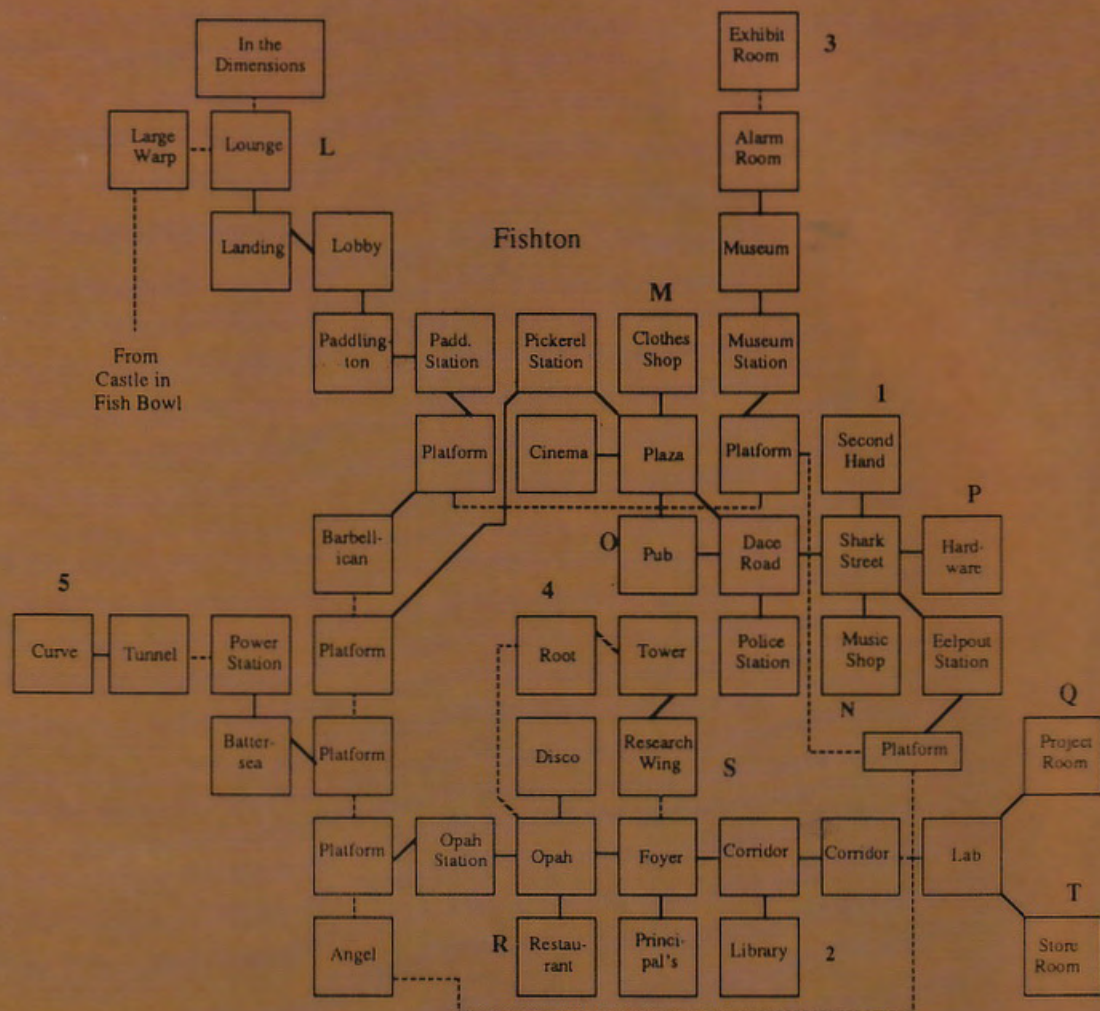 In the
Dimensions
Exhibit
Room
3
Large
Warp
Lounge
L
Alarm
Room
Landing
Lobby
Fishton
Museum
M
From
Castle in
Fish Bowl
Paddling-
ton
Padd.
Station
Pickerel
Station
Clothes
Shop
Museum
Station
1
Platform
Cinema
Plaza
Platform
Second
Hand
P
Barbell-
ican
O
Pub
Dace
Road
Shark
Street
Hard-
ware
5
4
Curve
Tunnel
Power
Station
Platform
Root
Tower
Police
Station
Music
Shop
Eelpout
Station
N
Q
Batter-
sea
Platform
Disco
Research
Wing
S
Platform
Project
Room
Platform
Opah
Station
Opah
Foyer
Corridor
Corridor
Lab
T
Angel
R
Restau-
rant
Princi-
pal's
Library
2
Store
Room